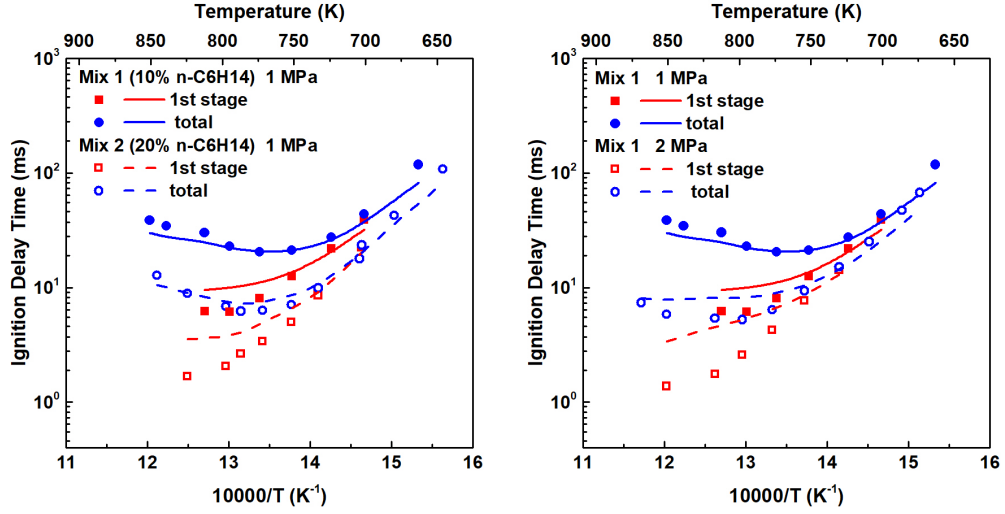 Temperature (K)
900 850 800 750 700 650
10³
Mix 1 (10% n-C6H14) 1 MPa
1st stage
total
Mix 2 (20% n-C6H14) 1 MPa
1st stage
total
10²
10¹
10⁰
Ignition Delay Time (ms)
11 12 13 14 15 16
10000/T (K⁻¹)
Temperature (K)
900 850 800 750 700 650
10³
Mix 1 1 MPa
1st stage
total
Mix 1 2 MPa
1st stage
total
10²
10¹
10⁰
Ignition Delay Time (ms)
11 12 13 14 15 16
10000/T (K⁻¹)